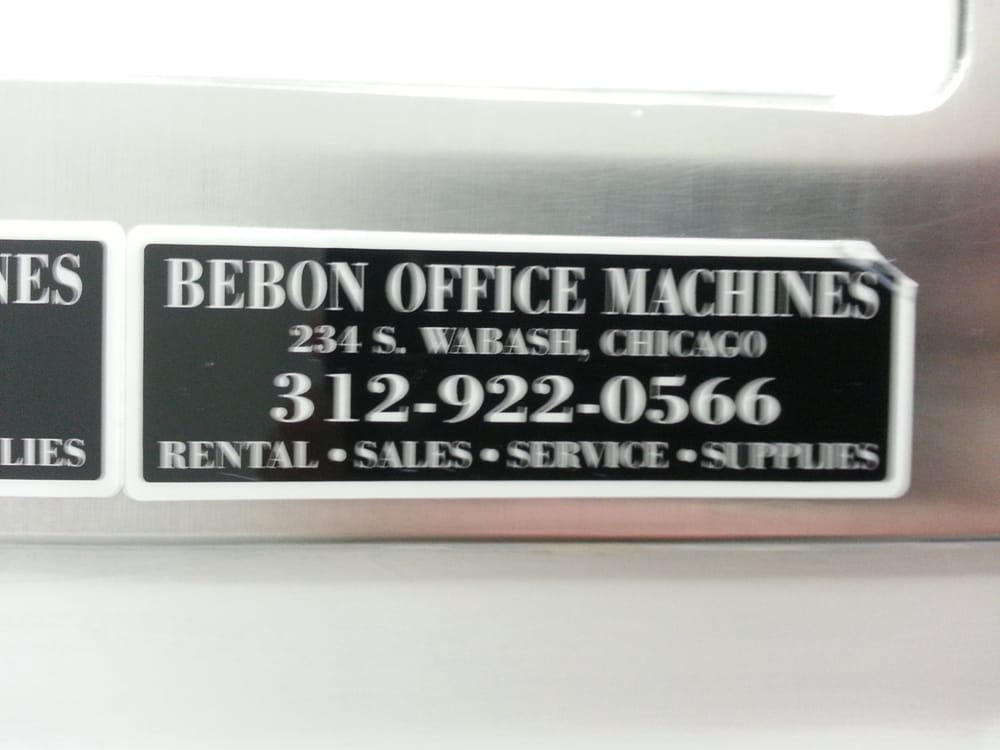 NES
LIES
BEBON OFFICE MACHINES
234 S. WABASH, CHICAGO
312-922-0566
RENTAL • SALES • SERVICE • SUPPLIES